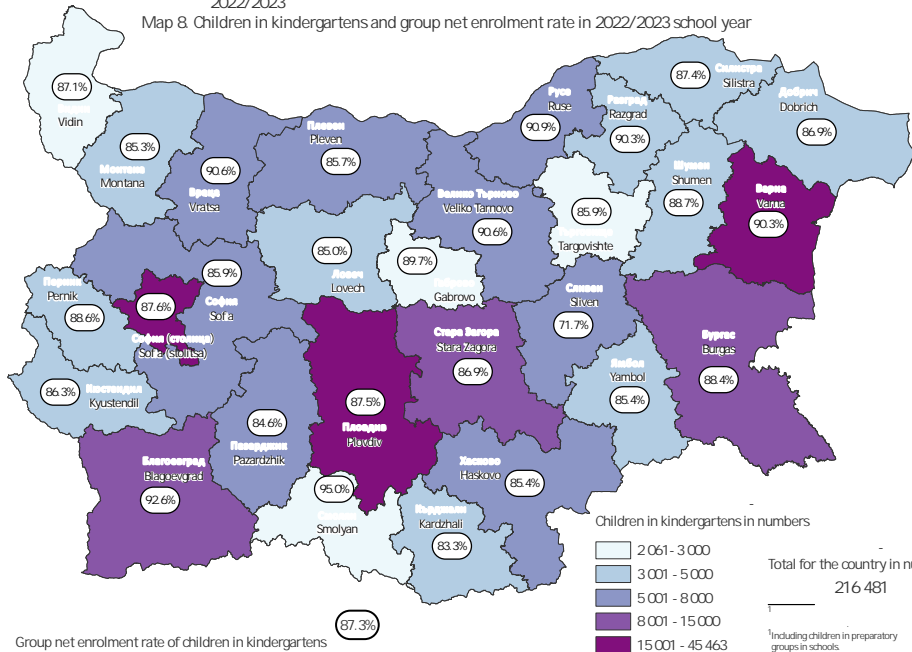 2022/2023
Map 8. Children in kindergartens and group net enrolment rate in 2022/2023 school year
87.1%
Vidin
85.3%
Монтана
Montana
90.6%
Враца
Vratsa
Плевен
Pleven
85.7%
Русе
Ruse
90.9%
Разград
Razgrad
90.3%
87.4%
Силистра
Silistra
Добрич
Dobrich
86.9%
Шумен
Shumen
88.7%
Варна
Varna
90.3%
85.9%
Targovishte
Велико Търново
Veliko Tarnovo
90.6%
89.7%
Gabrovo
85.0%
Ловеч
Lovech
85.9%
София
Sofia
87.6%
София (столица)
Sofia (stolitsa)
Перник
Pernik
88.6%
86.3%
Кюстендил
Kyustendil
Благоевград
Blagoevgrad
92.6%
84.6%
Пазарджик
Pazardzhik
87.5%
Пловдив
Plovdiv
Стара Загора
Stara Zagora
86.9%
Сливен
Sliven
71.7%
Ямбол
Yambol
85.4%
Бургас
Burgas
88.4%
95.0%
Smolyan
Хасково
Haskovo
85.4%
Кърджали
Kardzhali
83.3%
Children in kindergartens in numbers
2 061 - 3 000
3 001 - 5 000
5 001 - 8 000
8 001 - 15 000
15 001 - 45 463
Total for the country in nu
216 481
1
1Including children in preparatory
groups in schools.
Group net enrolment rate of children in kindergartens
87.3%